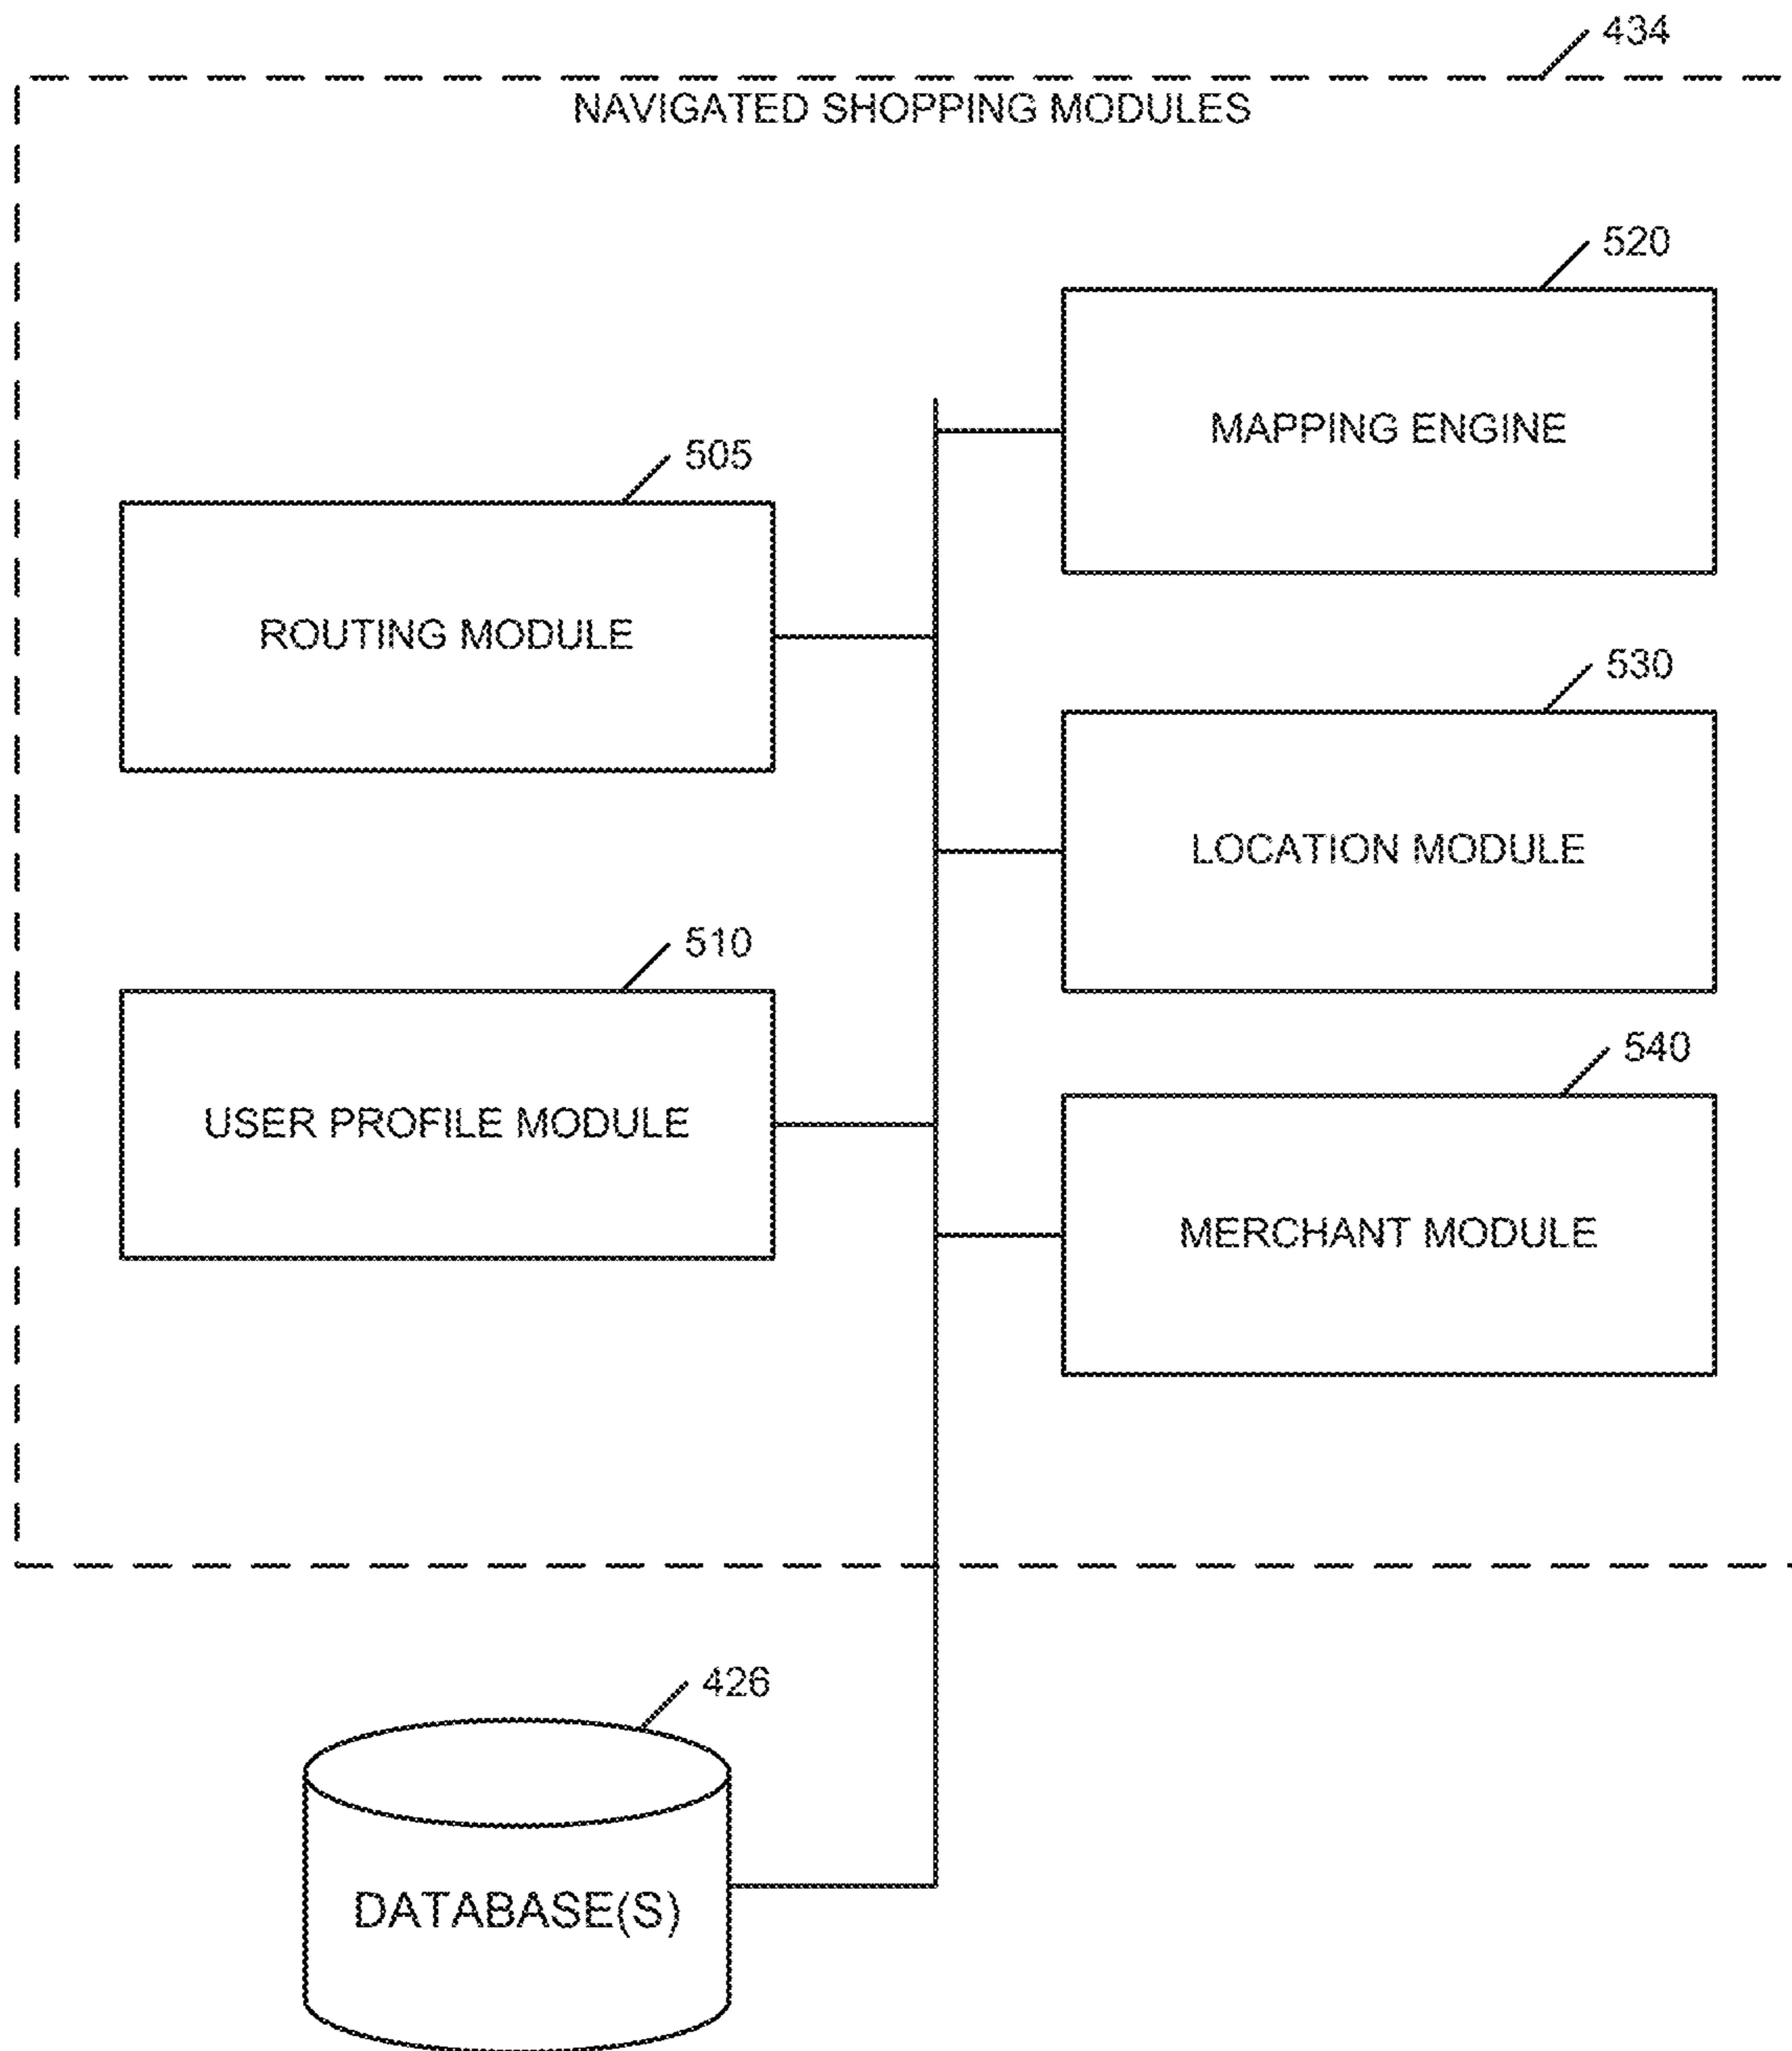 434
NAVIGATED SHOPPING MODULES
520
MAPPING ENGINE
505
ROUTING MODULE
530
LOCATION MODULE
510
USER PROFILE MODULE
540
MERCHANT MODULE
426
DATABASE(S)